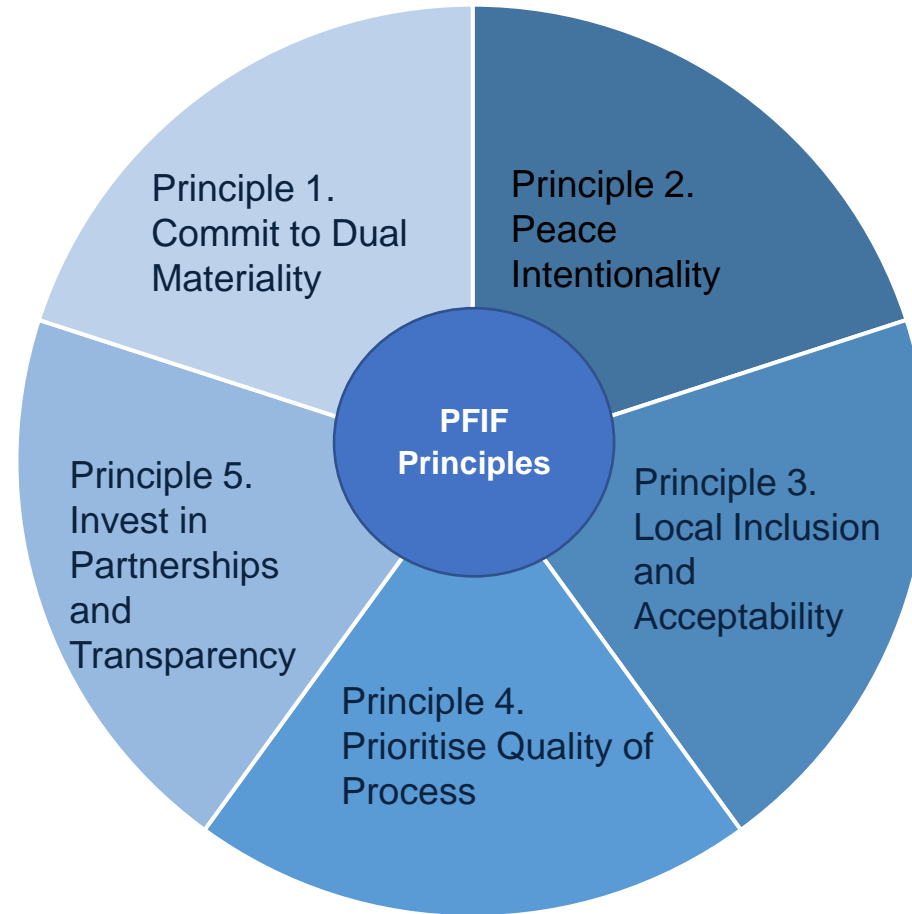 Principle 1.
Commit to Dual
Materiality
Principle 2.
Peace
Intentionality
PFIF
Principles
Principle 3.
Local Inclusion
and
Acceptability
Principle 4.
Prioritise Quality of
Process
Principle 5.
Invest in
Partnerships
and
Transparency